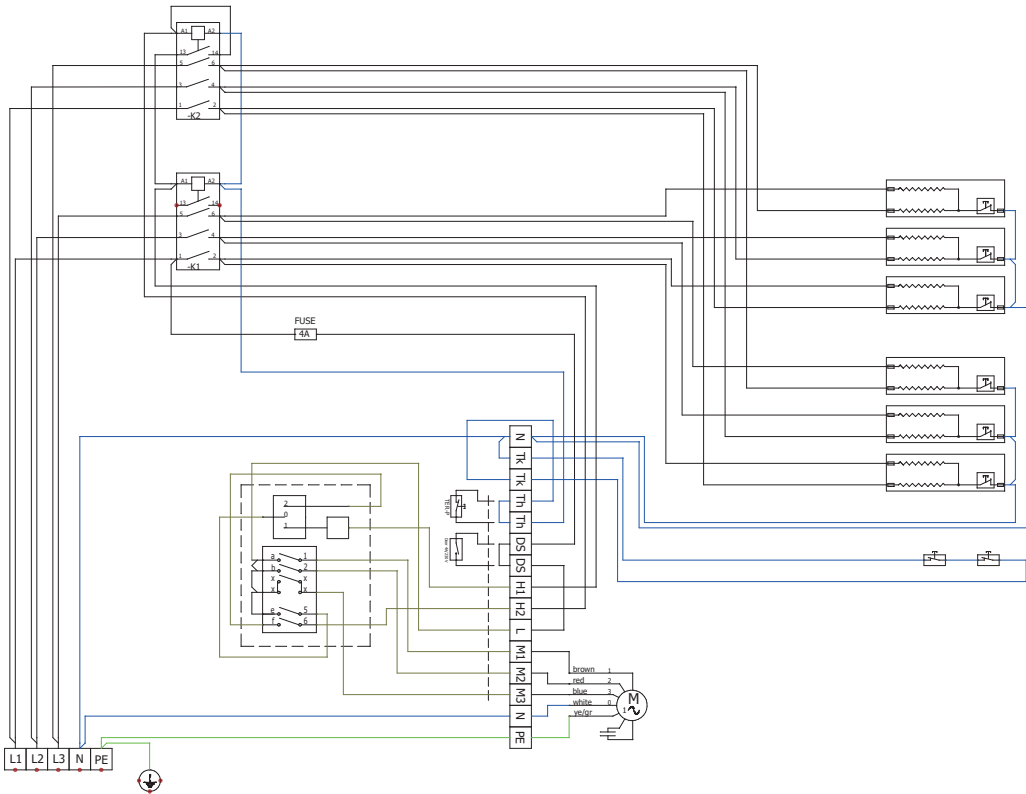 A1 A2
13 14
5 6
3 4
1 2
-K2
A1 A2
13 14
5 6
3 4
1 2
-K1
FUSE
4A
N
Tk
Tk
Th
Th
DS
DS
H1
H2
L
M1
M2
M3
N
PE
2
0
1
a 1
b 2
x x
x x
e 5
f 6
TER-P
brown 1
red 2
blue 3
white 0
ye/gr
M
1
L1 L2 L3 N PE